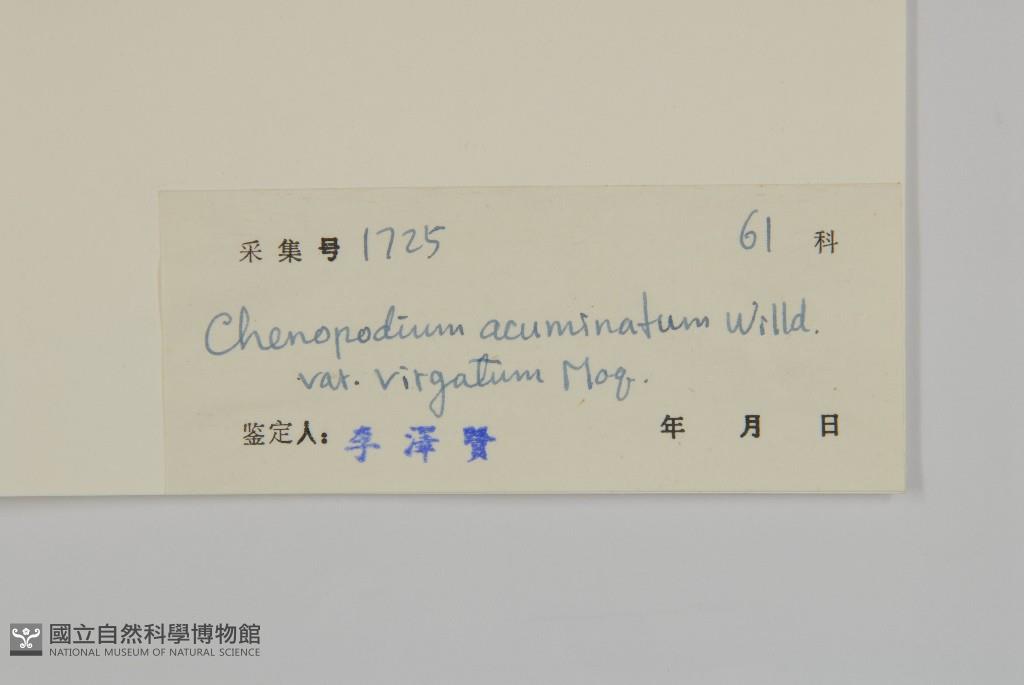 采集号 1725 61 科
Chenopodium acuminatum Willd.
var. virgatum Moq.
鉴定人: 李澤賢 年 月 日
國立自然科學博物館
NATIONAL MUSEUM OF NATURAL SCIENCE